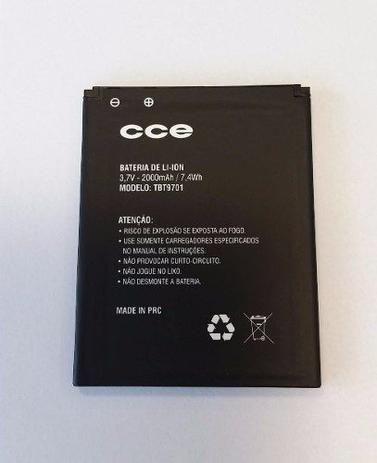 cce
BATERIA DE LI-ION
3,7V - 2000mAh / 7,4Wh
MODELO: TBT9701
ATENÇÃO:
• RISCO DE EXPLOSÃO SE EXPOSTA AO FOGO.
• USE SOMENTE CARREGADORES ESPECIFICADOS
NO MANUAL DE INSTRUÇÕES.
• NÃO PROVOCAR CURTO-CIRCUITO.
• NÃO JOGUE NO LIXO.
• NÃO DESMONTE A BATERIA.
MADE IN PRC